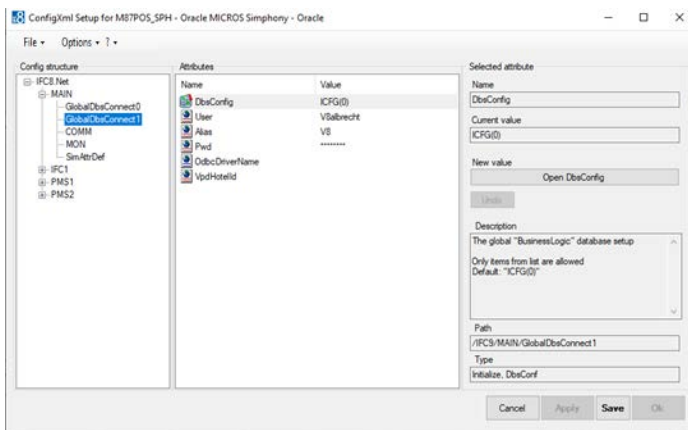 ConfigXml Setup for M87POS_SPH - Oracle MICROS Simphony - Oracle
File Options ?
Config structure
IFC8.Net
MAIN
GlobalDbsConnect0
GlobalDbsConnect1
COMM
MON
SimAttrDef
IFC1
PMS1
PMS2
Attributes
Name Value
DbsConfig ICFG(0)
User V8albrecht
Alias V8
Pwd ********
OdbcDriverName
VpdHotelId
Selected attribute
Name
DbsConfig
Current value
ICFG(0)
New value
Open DbsConfig
Undo
Description
The global "BusinessLogic" database setup
Only items from list are allowed
Default: "ICFG(0)"
Path
/IFC9/MAIN/GlobalDbsConnect1
Type
Initialize, DbsConf
Cancel Apply Save Ok